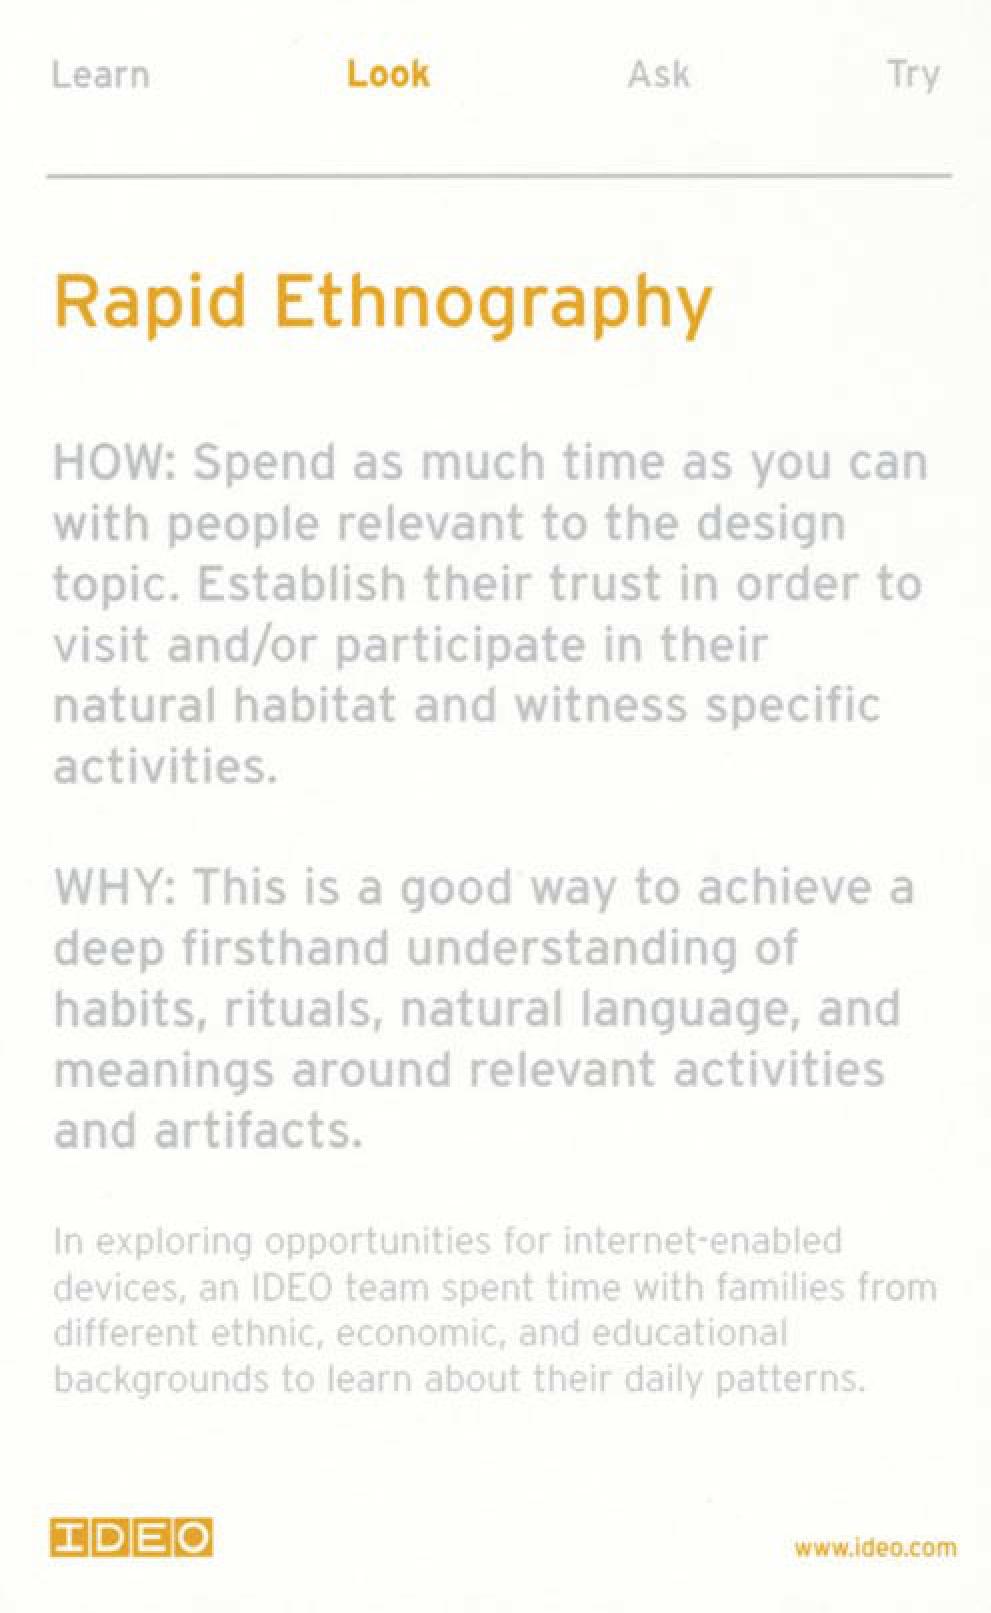 Learn Look Ask Try
Rapid Ethnography
HOW: Spend as much time as you can
with people relevant to the design
topic. Establish their trust in order to
visit and/or participate in their
natural habitat and witness specific
activities.
WHY: This is a good way to achieve a
deep firsthand understanding of
habits, rituals, natural language, and
meanings around relevant activities
and artifacts.
In exploring opportunities for internet-enabled
devices, an IDEO team spent time with families from
different ethnic, economic, and educational
backgrounds to learn about their daily patterns.
IDEO www.ideo.com